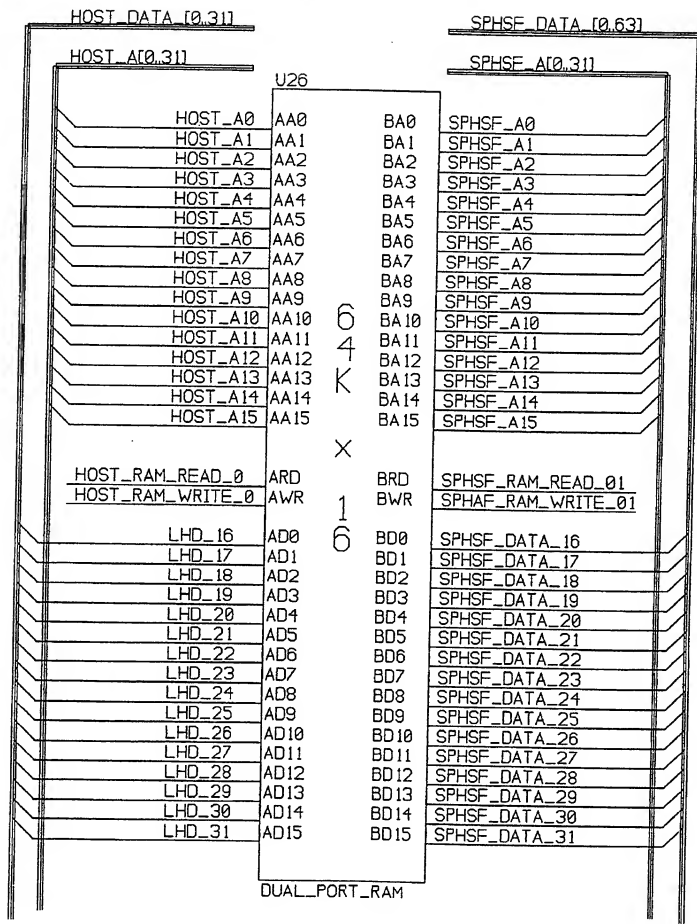 HOST_DATA_[0..31] SPHSF_DATA_[0..63]
HOST_A[0..31] SPHSF_A[0..31]
U26
HOST_A0 AA0 BA0 SPHSF_A0
HOST_A1 AA1 BA1 SPHSF_A1
HOST_A2 AA2 BA2 SPHSF_A2
HOST_A3 AA3 BA3 SPHSF_A3
HOST_A4 AA4 BA4 SPHSF_A4
HOST_A5 AA5 BA5 SPHSF_A5
HOST_A6 AA6 BA6 SPHSF_A6
HOST_A7 AA7 BA7 SPHSF_A7
HOST_A8 AA8 BA8 SPHSF_A8
HOST_A9 AA9 BA9 SPHSF_A9
HOST_A10 AA10 BA10 SPHSF_A10
HOST_A11 AA11 BA11 SPHSF_A11
HOST_A12 AA12 BA12 SPHSF_A12
HOST_A13 AA13 BA13 SPHSF_A13
HOST_A14 AA14 BA14 SPHSF_A14
HOST_A15 AA15 BA15 SPHSF_A15
64K X 16
HOST_RAM_READ_0 ARD BRD SPHSF_RAM_READ_01
HOST_RAM_WRITE_0 AWR BWR SPHAF_RAM_WRITE_01
LHD_16 AD0 BD0 SPHSF_DATA_16
LHD_17 AD1 BD1 SPHSF_DATA_17
LHD_18 AD2 BD2 SPHSF_DATA_18
LHD_19 AD3 BD3 SPHSF_DATA_19
LHD_20 AD4 BD4 SPHSF_DATA_20
LHD_21 AD5 BD5 SPHSF_DATA_21
LHD_22 AD6 BD6 SPHSF_DATA_22
LHD_23 AD7 BD7 SPHSF_DATA_23
LHD_24 AD8 BD8 SPHSF_DATA_24
LHD_25 AD9 BD9 SPHSF_DATA_25
LHD_26 AD10 BD10 SPHSF_DATA_26
LHD_27 AD11 BD11 SPHSF_DATA_27
LHD_28 AD12 BD12 SPHSF_DATA_28
LHD_29 AD13 BD13 SPHSF_DATA_29
LHD_30 AD14 BD14 SPHSF_DATA_30
LHD_31 AD15 BD15 SPHSF_DATA_31
DUAL_PORT_RAM